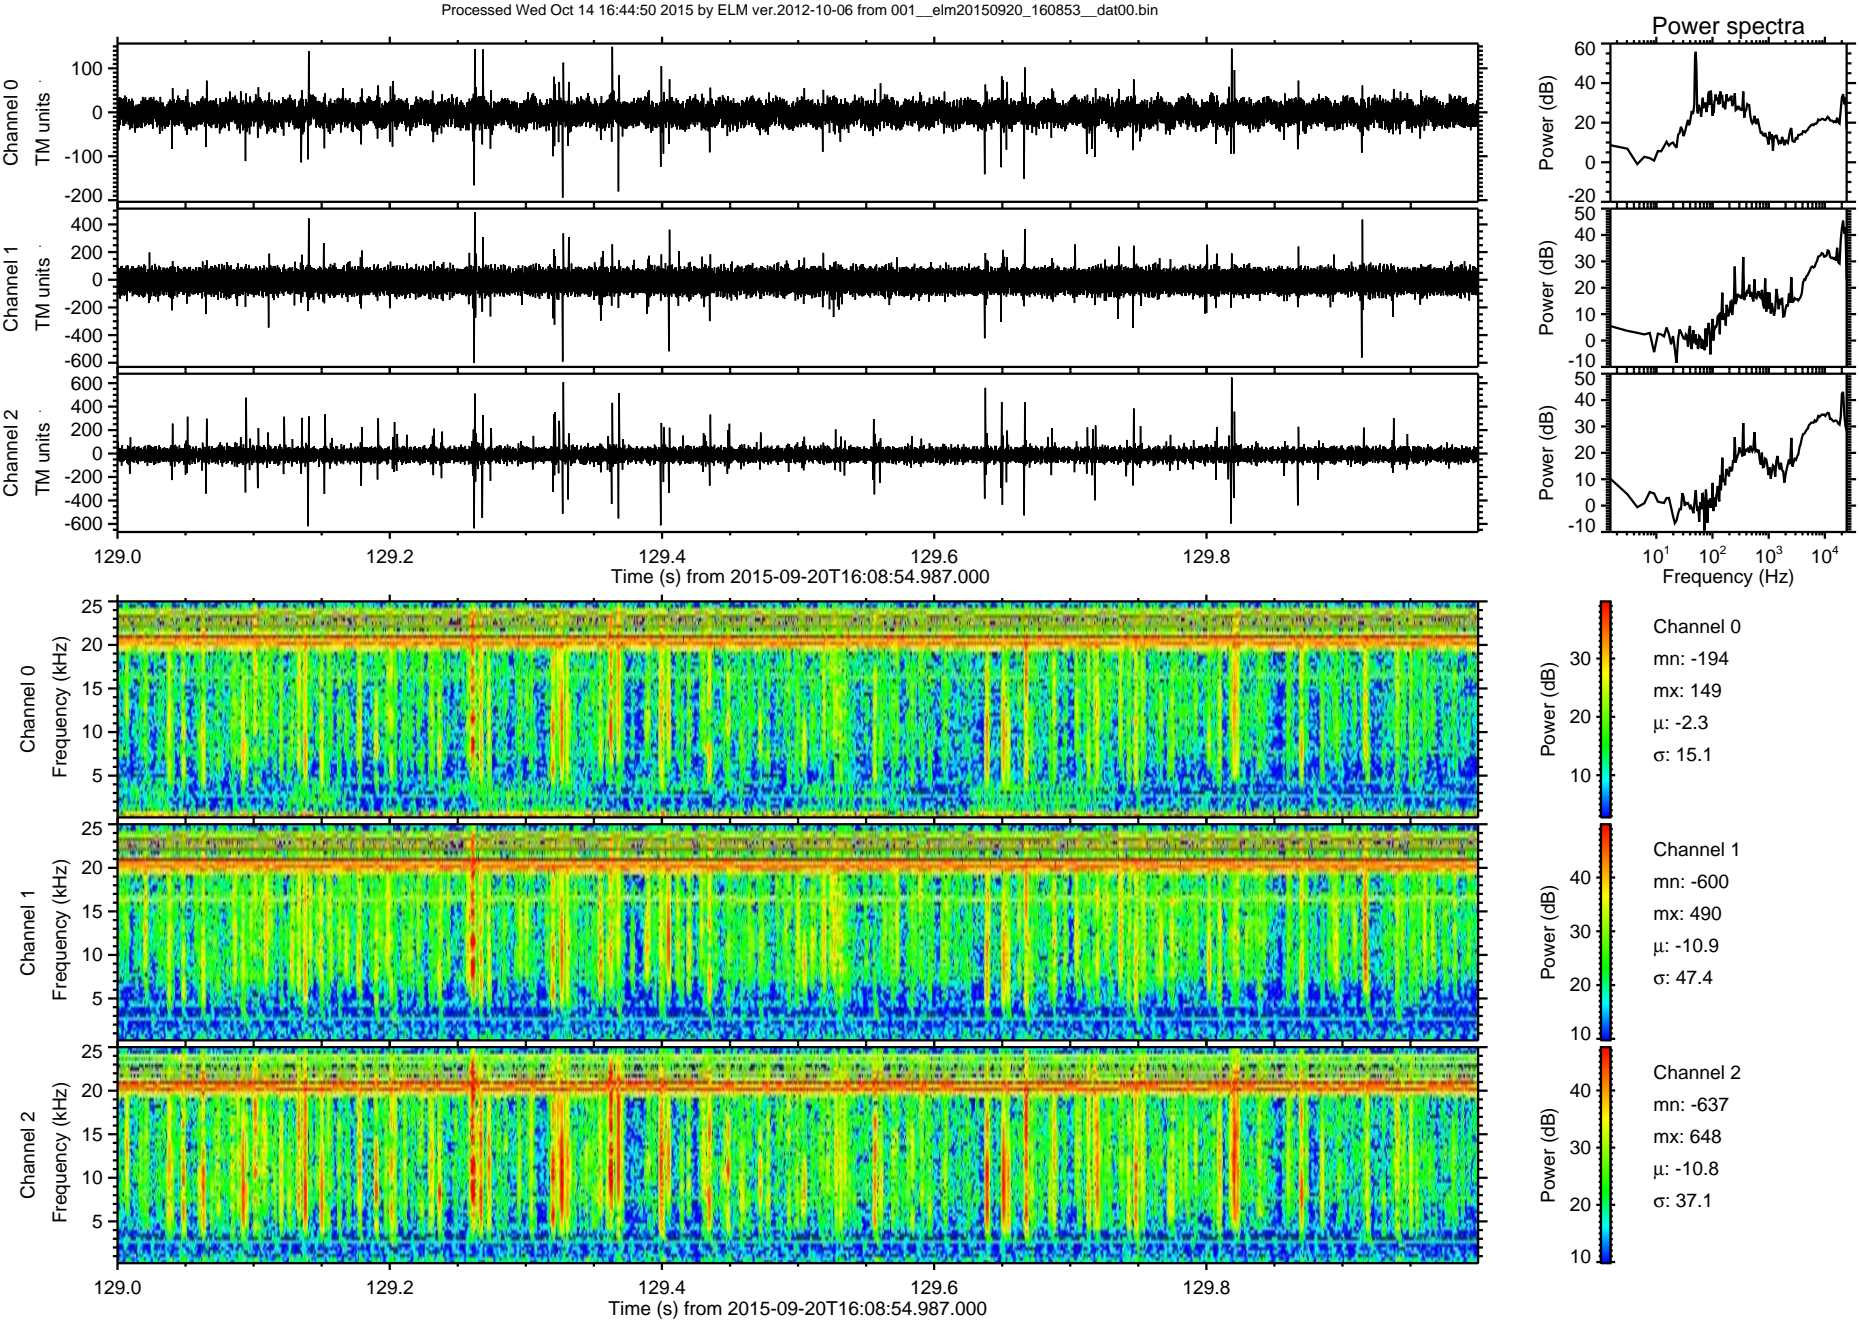 Processed Wed Oct 14 16:44:50 2015 by ELM ver.2012-10-06 from 001__elm20150920_160853__dat00.bin
Power spectra
Channel 0
TM units
100
0
-100
-200
Power (dB)
60
40
20
0
-20
Channel 1
TM units
400
200
0
-200
-400
-600
Power (dB)
50
40
30
20
10
0
-10
Channel 2
TM units
600
400
200
0
-200
-400
-600
Power (dB)
50
40
30
20
10
0
-10
129.0 129.2 129.4 129.6 129.8
Time (s) from 2015-09-20T16:08:54.987.000
10^1 10^2 10^3 10^4
Frequency (Hz)
Channel 0
Frequency (kHz)
25
20
15
10
5
Power (dB)
30
20
10
Channel 0
mn: -194
mx: 149
µ: -2.3
σ: 15.1
Channel 1
Frequency (kHz)
25
20
15
10
5
Power (dB)
40
30
20
10
Channel 1
mn: -600
mx: 490
µ: -10.9
σ: 47.4
Channel 2
Frequency (kHz)
25
20
15
10
5
Power (dB)
40
30
20
10
Channel 2
mn: -637
mx: 648
µ: -10.8
σ: 37.1
129.0 129.2 129.4 129.6 129.8
Time (s) from 2015-09-20T16:08:54.987.000